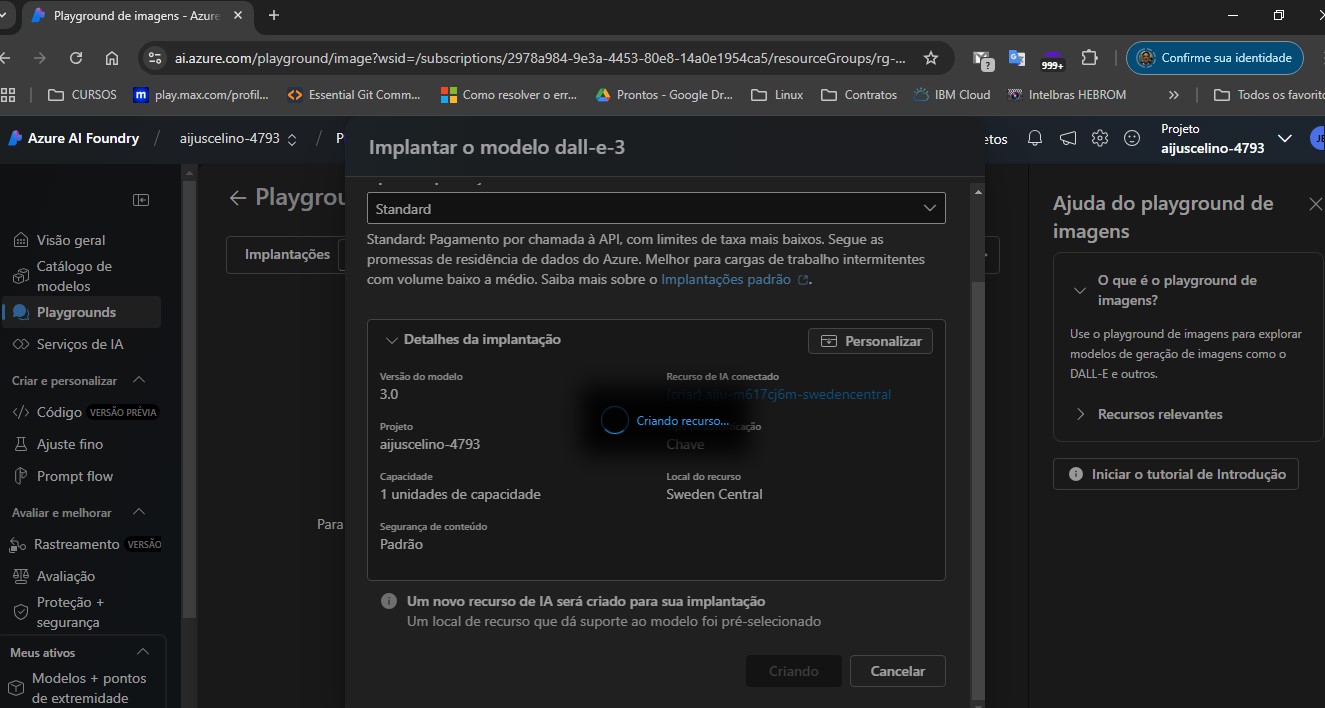 Playground de imagens - Azure
ai.azure.com/playground/image?wsid=/subscriptions/2978a984-9e3a-4453-80e8-14a0e1954ca5/resourceGroups/rg-...
?
999+
Confirme sua identidade
CURSOS
m play.max.com/profil...
Essential Git Comm...
Como resolver o err...
Prontos - Google Dr...
Linux
Contratos
IBM Cloud
Intelbras HEBROM
»
Todos os favorito
Azure AI Foundry / aijuscelino-4793 / P
etos
Projeto
aijuscelino-4793
JE
Implantar o modelo dall-e-3
Visão geral
Catálogo de
modelos
Playgrounds
Serviços de IA
Criar e personalizar
Código VERSÃO PRÉVIA
Ajuste fino
Prompt flow
Avaliar e melhorar
Rastreamento VERSÃO
Avaliação
Proteção +
segurança
Meus ativos
Modelos + pontos
de extremidade
← Playgrou
Implantações
Para
Standard
Standard: Pagamento por chamada à API, com limites de taxa mais baixos. Segue as
promessas de residência de dados do Azure. Melhor para cargas de trabalho intermitentes
com volume baixo a médio. Saiba mais sobre o Implantações padrão .
Detalhes da implantação
Personalizar
Versão do modelo
3.0
Recurso de IA conectado
m617cj6m-swedencentral
Criando recurso...
Projeto
aijuscelino-4793
Chave
Capacidade
1 unidades de capacidade
Local do recurso
Sweden Central
Segurança de conteúdo
Padrão
Um novo recurso de IA será criado para sua implantação
Um local de recurso que dá suporte ao modelo foi pré-selecionado
Criando
Cancelar
Ajuda do playground de
imagens
O que é o playground de
imagens?
Use o playground de imagens para explorar
modelos de geração de imagens como o
DALL-E e outros.
Recursos relevantes
Iniciar o tutorial de Introdução